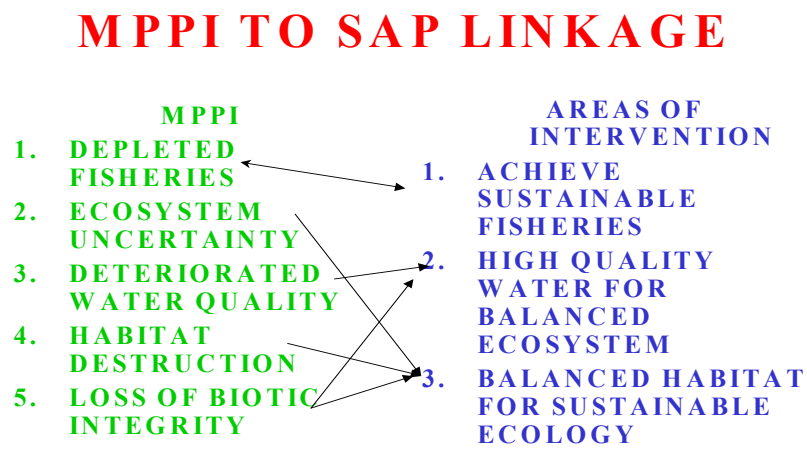 MPPI TO SAP LINKAGE
MPPI
1. DEPLETED
FISHERIES
2. ECOSYSTEM
UNCERTAINTY
3. DETERIORATED
WATER QUALITY
4. HABITAT
DESTRUCTION
5. LOSS OF BIOTIC
INTEGRITY
AREAS OF
INTERVENTION
1. ACHIEVE
SUSTAINABLE
FISHERIES
2. HIGH QUALITY
WATER FOR
BALANCED
ECOSYSTEM
3. BALANCED HABITAT
FOR SUSTAINABLE
ECOLOGY